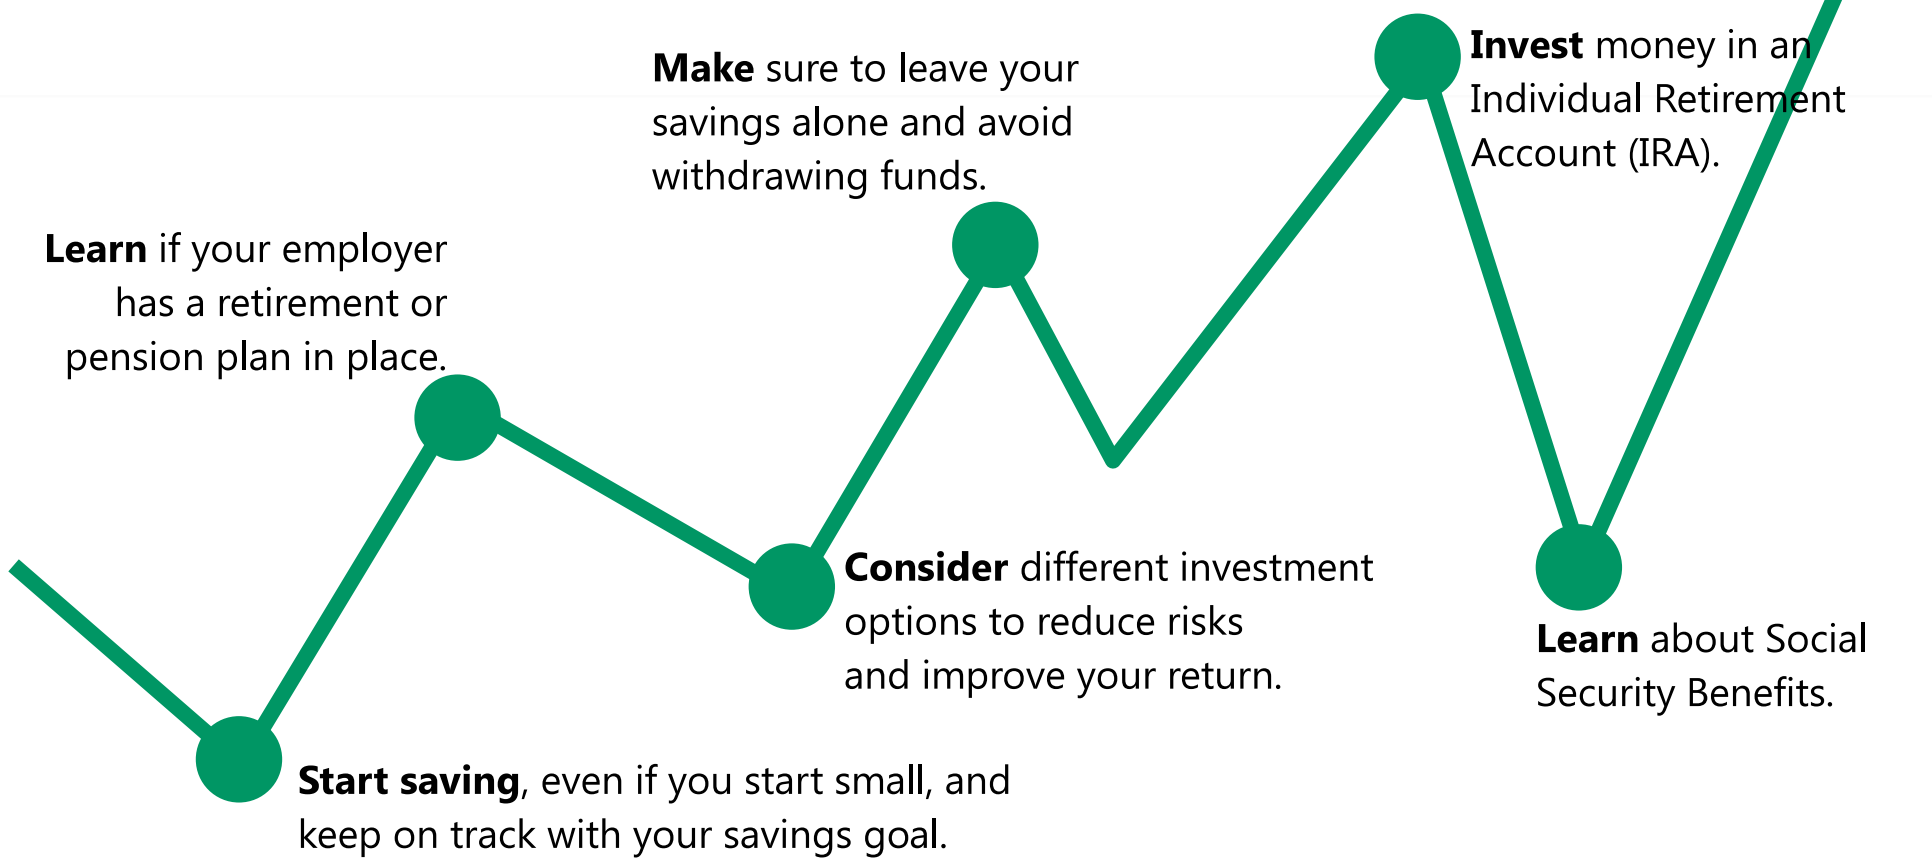 Learn if your employer
has a retirement or
pension plan in place.
Start saving, even if you start small, and
keep on track with your savings goal.
Make sure to leave your
savings alone and avoid
withdrawing funds.
Consider different investment
options to reduce risks
and improve your return.
Invest money in an
Individual Retirement
Account (IRA).
Learn about Social
Security Benefits.